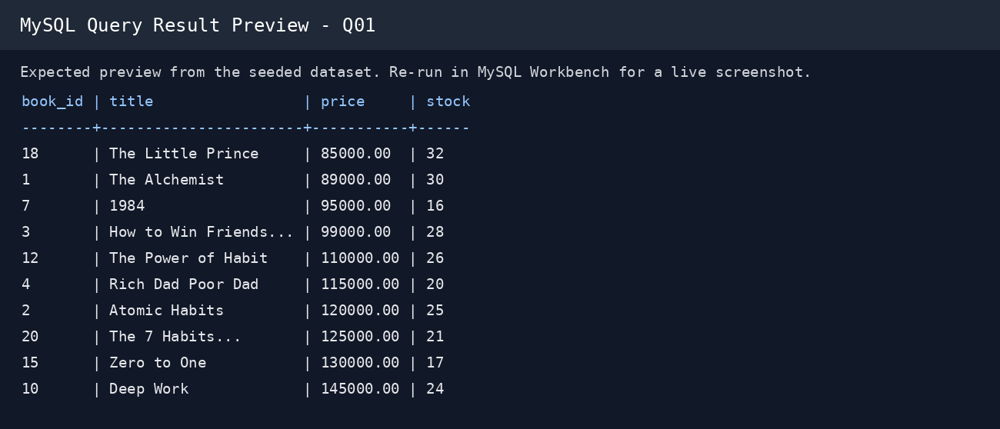 MySQL Query Result Preview - Q01
Expected preview from the seeded dataset. Re-run in MySQL Workbench for a live screenshot.
book_id | title                 | price     | stock
--------+-----------------------+-----------+------
18      | The Little Prince     | 85000.00  | 32
1       | The Alchemist         | 89000.00  | 30
7       | 1984                  | 95000.00  | 16
3       | How to Win Friends... | 99000.00  | 28
12      | The Power of Habit    | 110000.00 | 26
4       | Rich Dad Poor Dad     | 115000.00 | 20
2       | Atomic Habits         | 120000.00 | 25
20      | The 7 Habits...       | 125000.00 | 21
15      | Zero to One           | 130000.00 | 17
10      | Deep Work             | 145000.00 | 24